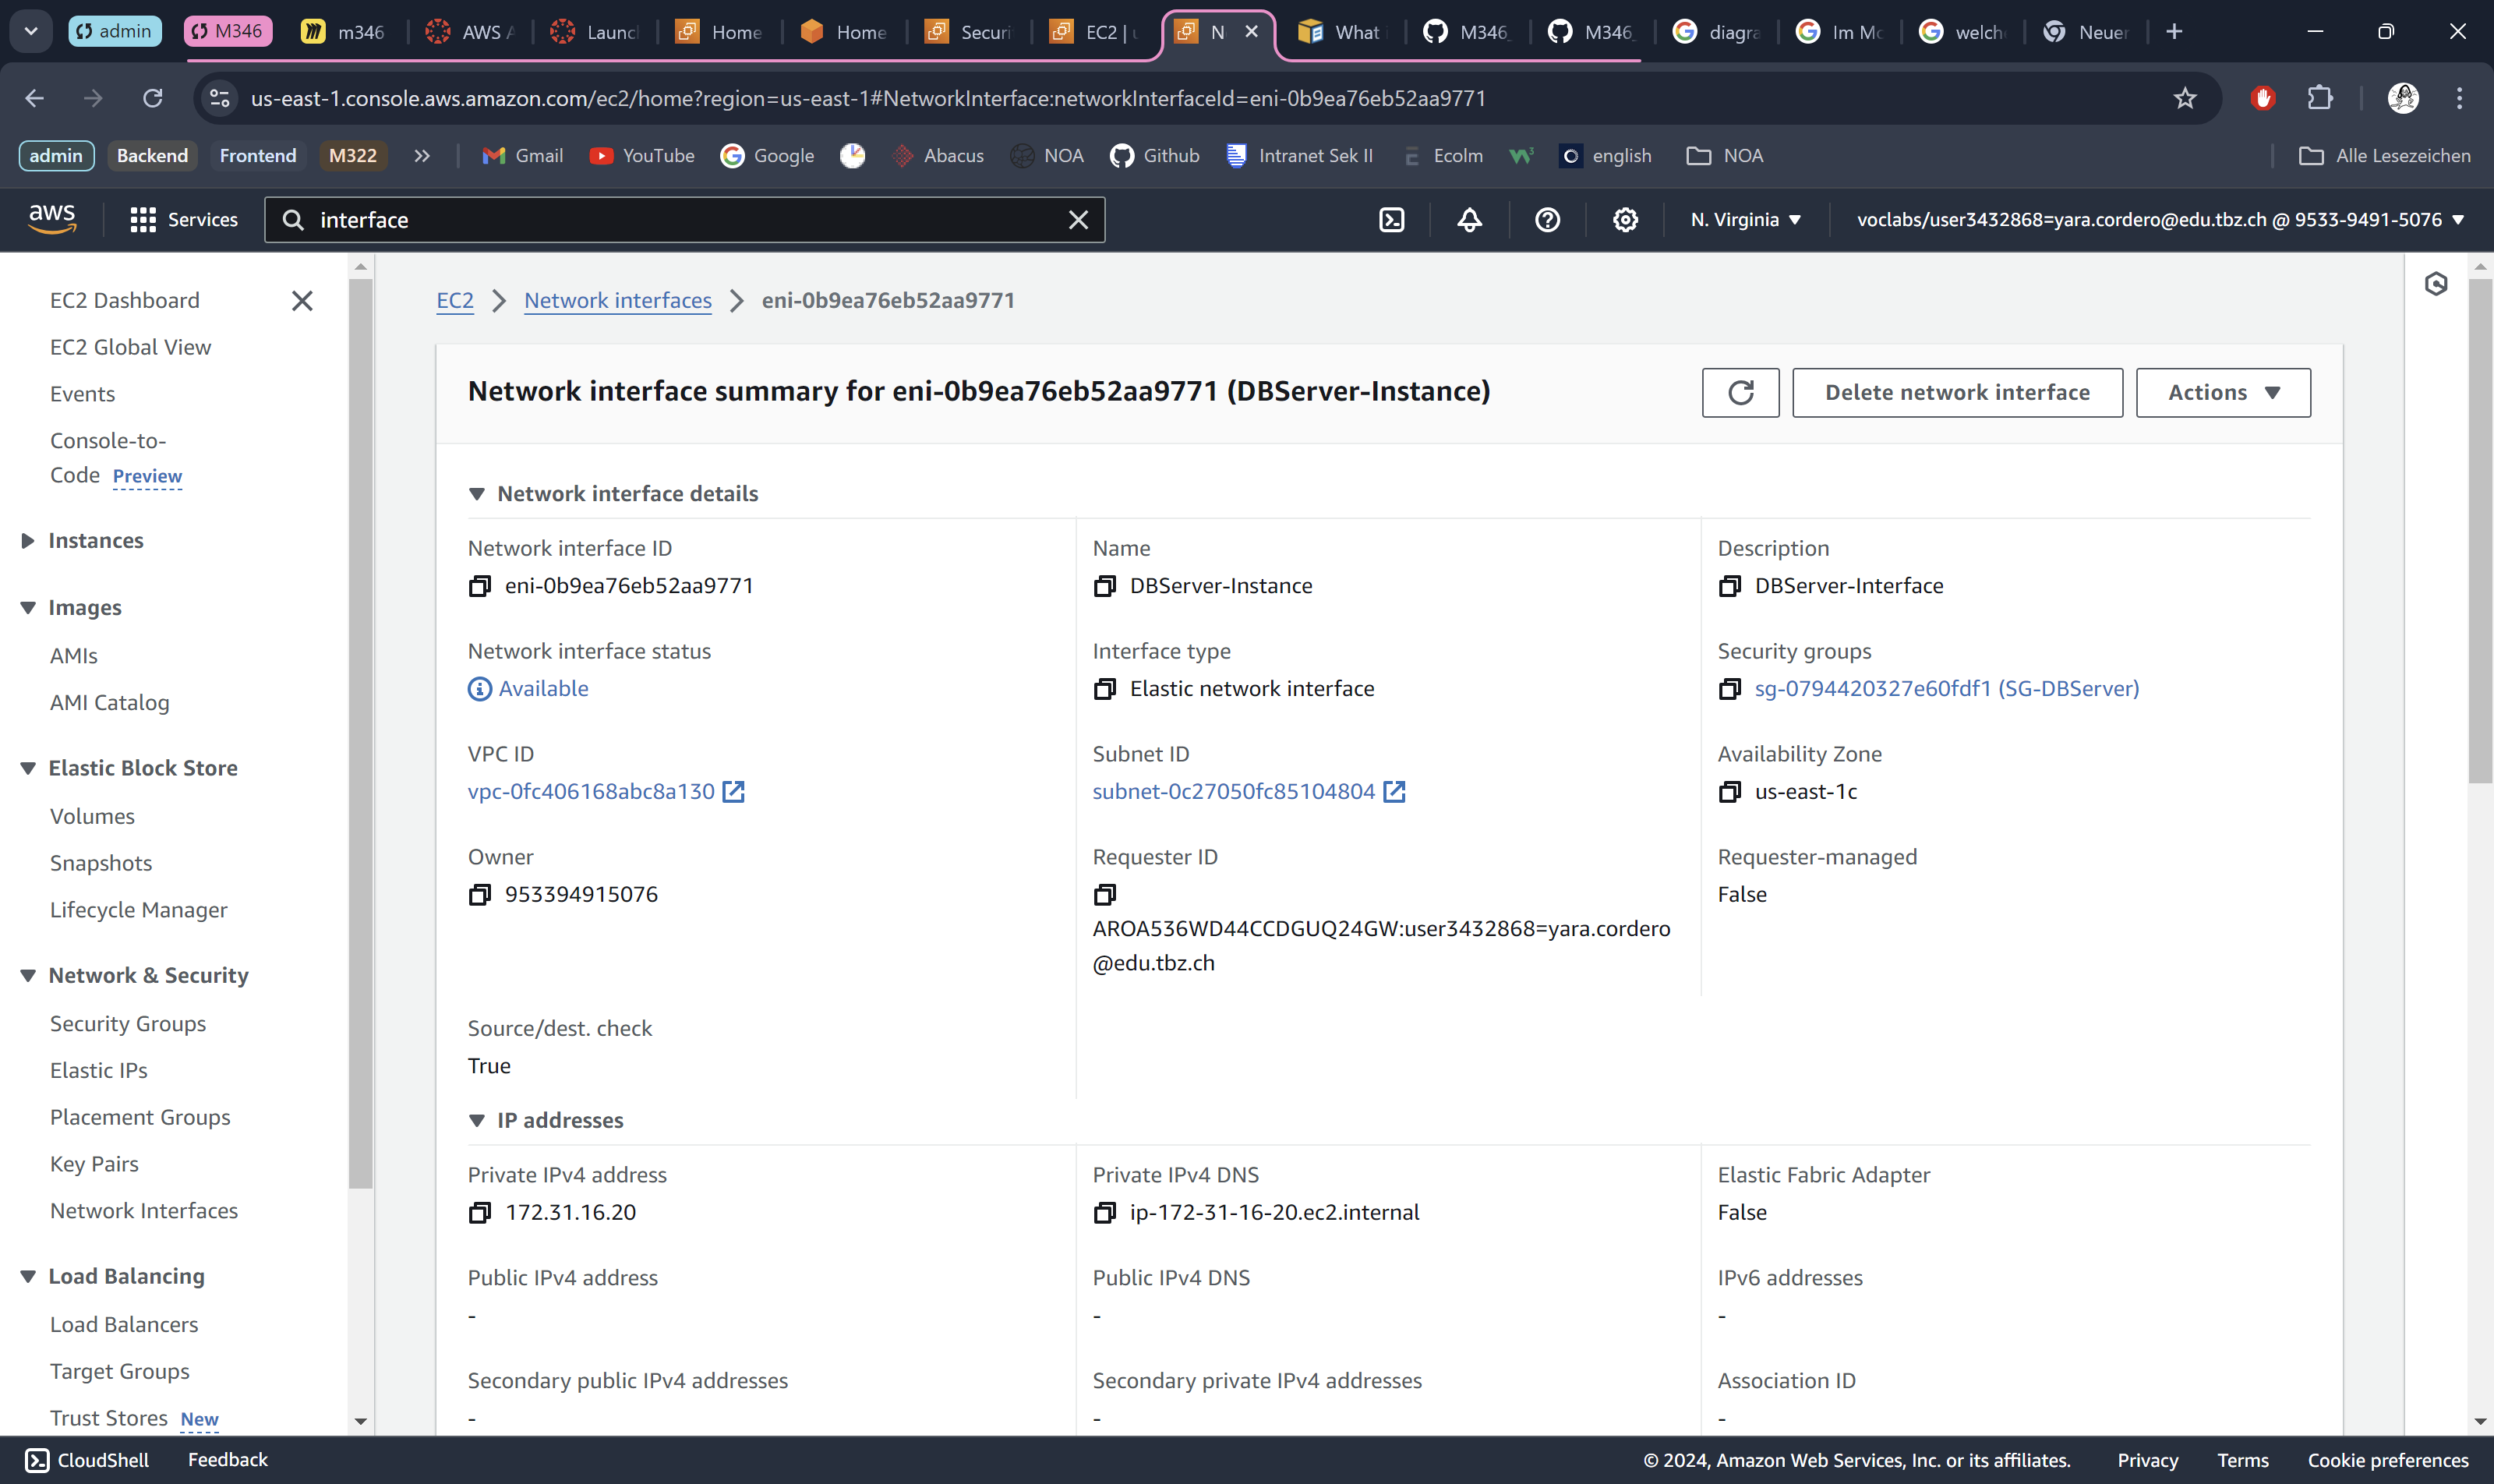 admin
M346
m346
AWS A
Launc
Home
Home
Securi
EC2 | u
N
What i
M346_
M346_
diagra
Im Mo
welch
Neuer
us-east-1.console.aws.amazon.com/ec2/home?region=us-east-1#NetworkInterface:networkInterfaceId=eni-0b9ea76eb52aa9771
admin
Backend
Frontend
M322
Gmail
YouTube
Google
Abacus
NOA
Github
Intranet Sek II
Ecolm
english
NOA
Alle Lesezeichen
aws
Services
interface
N. Virginia
voclabs/user3432868=yara.cordero@edu.tbz.ch @ 9533-9491-5076
EC2 Dashboard
EC2 Global View
Events
Console-to-
Code Preview
Instances
Images
AMIs
AMI Catalog
Elastic Block Store
Volumes
Snapshots
Lifecycle Manager
Network & Security
Security Groups
Elastic IPs
Placement Groups
Key Pairs
Network Interfaces
Load Balancing
Load Balancers
Target Groups
Trust Stores New
EC2
Network interfaces
eni-0b9ea76eb52aa9771
Network interface summary for eni-0b9ea76eb52aa9771 (DBServer-Instance)
Delete network interface
Actions
Network interface details
Network interface ID
eni-0b9ea76eb52aa9771
Name
DBServer-Instance
Description
DBServer-Interface
Network interface status
Available
Interface type
Elastic network interface
Security groups
sg-0794420327e60fdf1 (SG-DBServer)
VPC ID
vpc-0fc406168abc8a130
Subnet ID
subnet-0c27050fc85104804
Availability Zone
us-east-1c
Owner
953394915076
Requester ID
AROA536WD44CCDGUQ24GW:user3432868=yara.cordero
@edu.tbz.ch
Requester-managed
False
Source/dest. check
True
IP addresses
Private IPv4 address
172.31.16.20
Private IPv4 DNS
ip-172-31-16-20.ec2.internal
Elastic Fabric Adapter
False
Public IPv4 address
-
Public IPv4 DNS
-
IPv6 addresses
-
Secondary public IPv4 addresses
-
Secondary private IPv4 addresses
-
Association ID
-
CloudShell
Feedback
© 2024, Amazon Web Services, Inc. or its affiliates.
Privacy
Terms
Cookie preferences